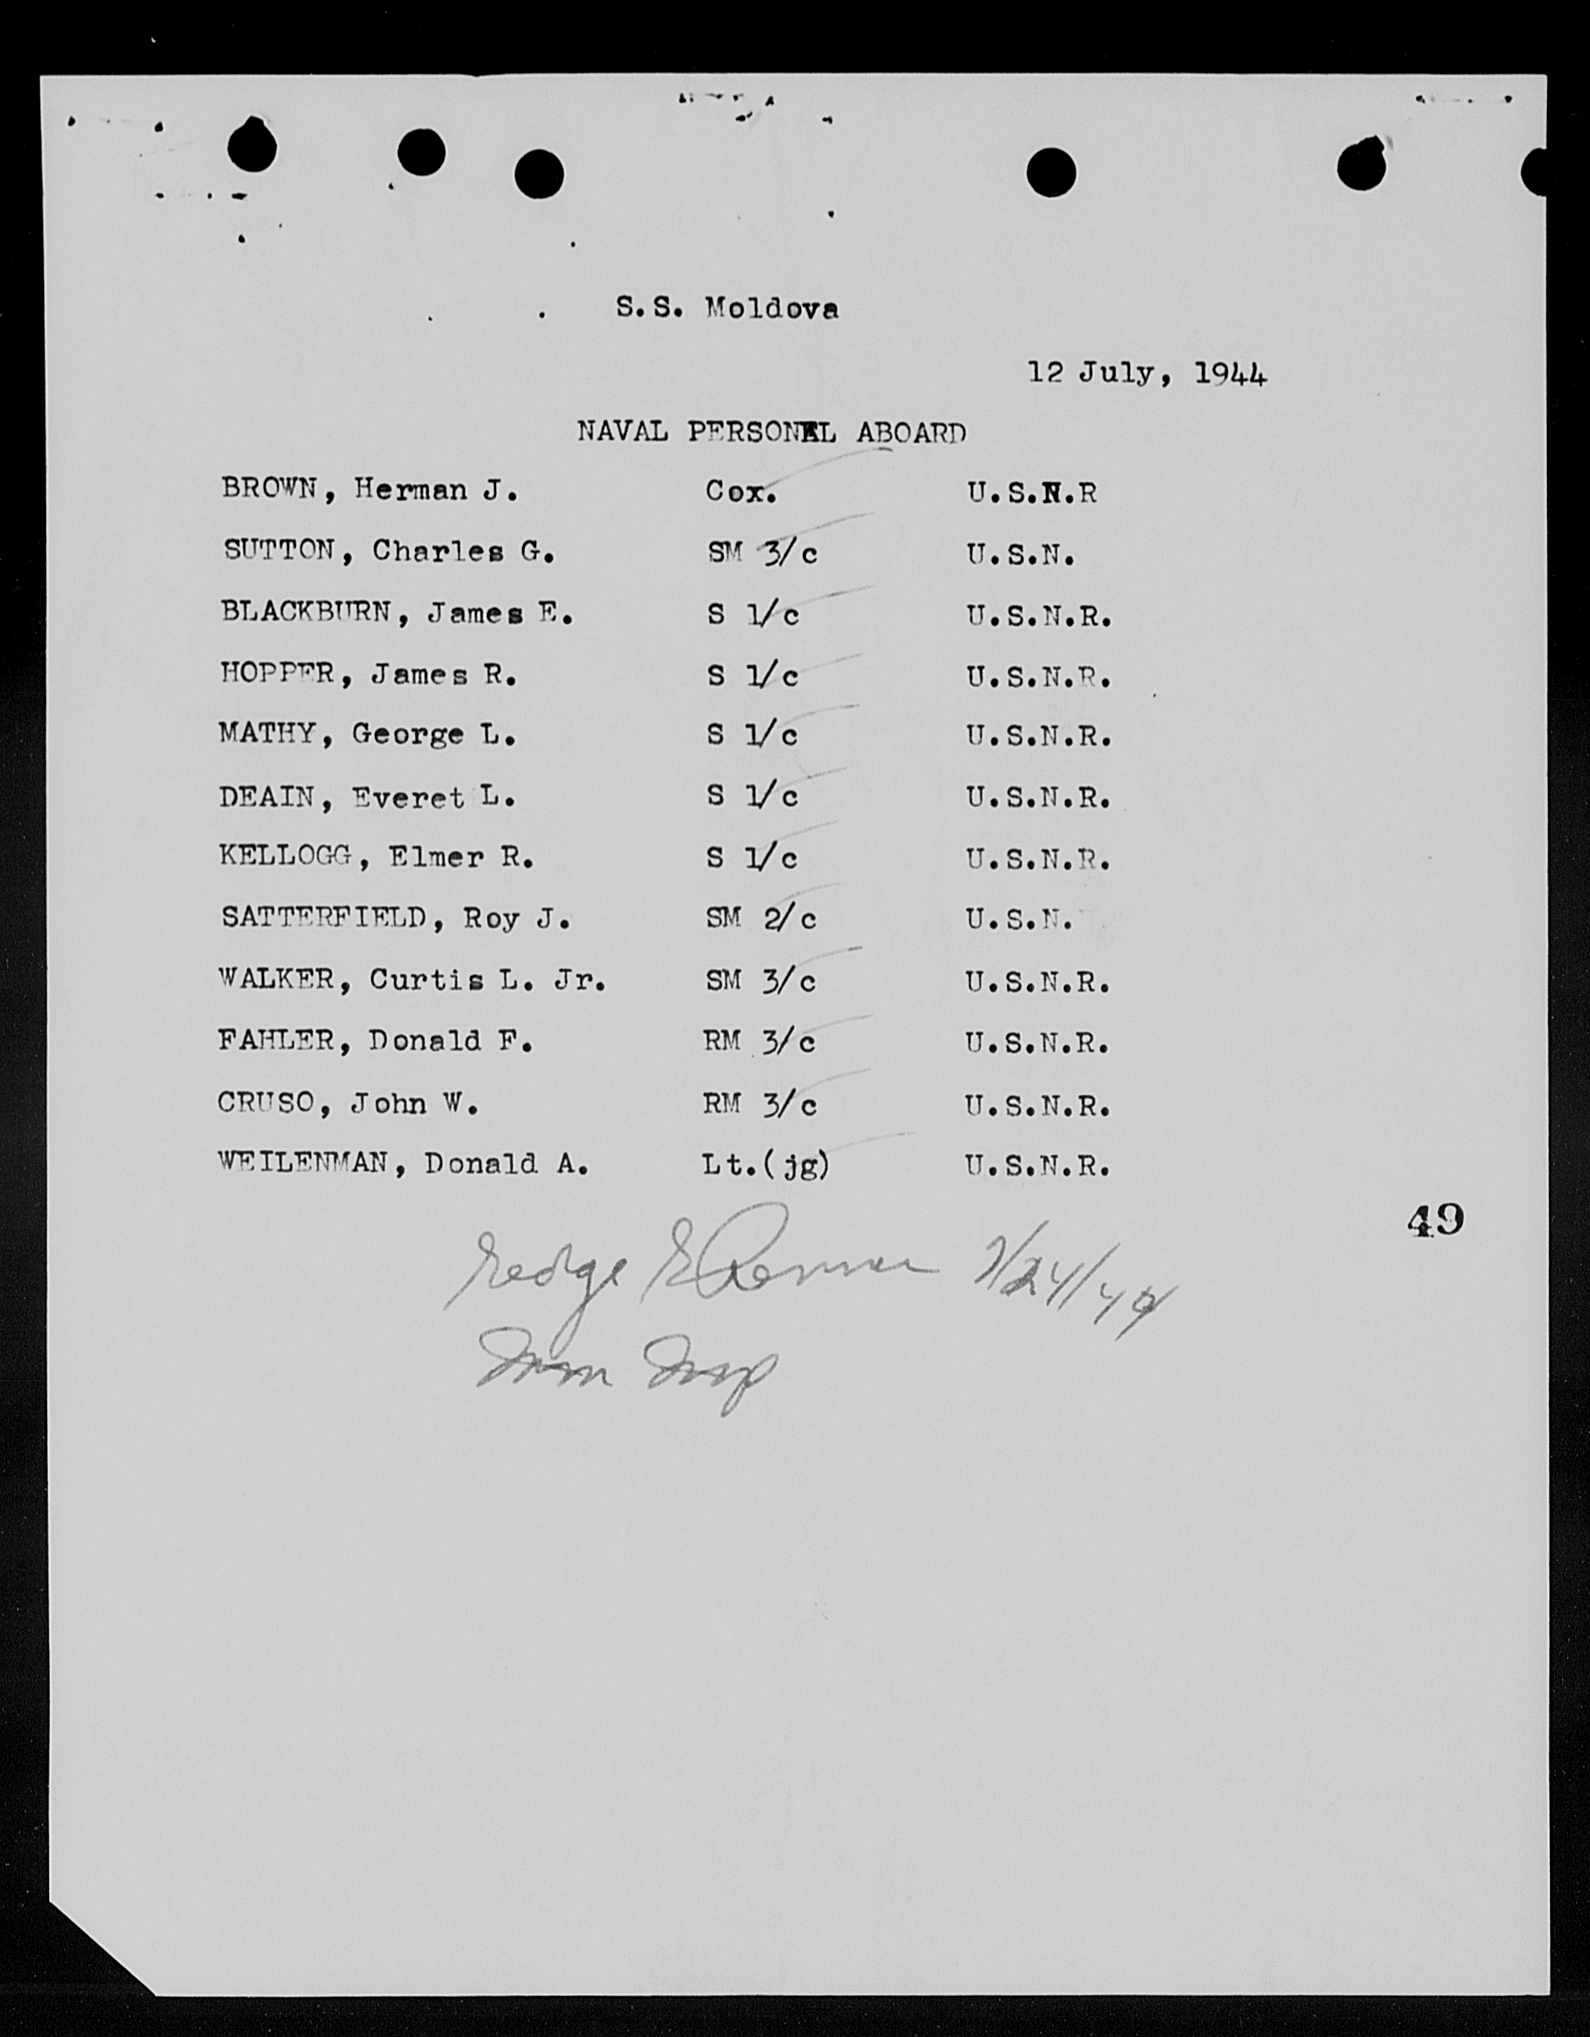 S.S. Moldova
12 July, 1944
NAVAL PERSONEL ABOARD
BROWN, Herman J. Cox. U.S.N.R
SUTTON, Charles G. SM 3/c U.S.N.
BLACKBURN, James E. S 1/c U.S.N.R.
HOPPER, James R. S 1/c U.S.N.R.
MATHY, George L. S 1/c U.S.N.R.
DEAIN, Everet L. S 1/c U.S.N.R.
KELLOGG, Elmer R. S 1/c U.S.N.R.
SATTERFIELD, Roy J. SM 2/c U.S.N.
WALKER, Curtis L. Jr. SM 3/c U.S.N.R.
FAHLER, Donald F. RM 3/c U.S.N.R.
CRUSO, John W. RM 3/c U.S.N.R.
WEILENMAN, Donald A. Lt.(jg) U.S.N.R.
49
George E 7/24/44
Imm Insp